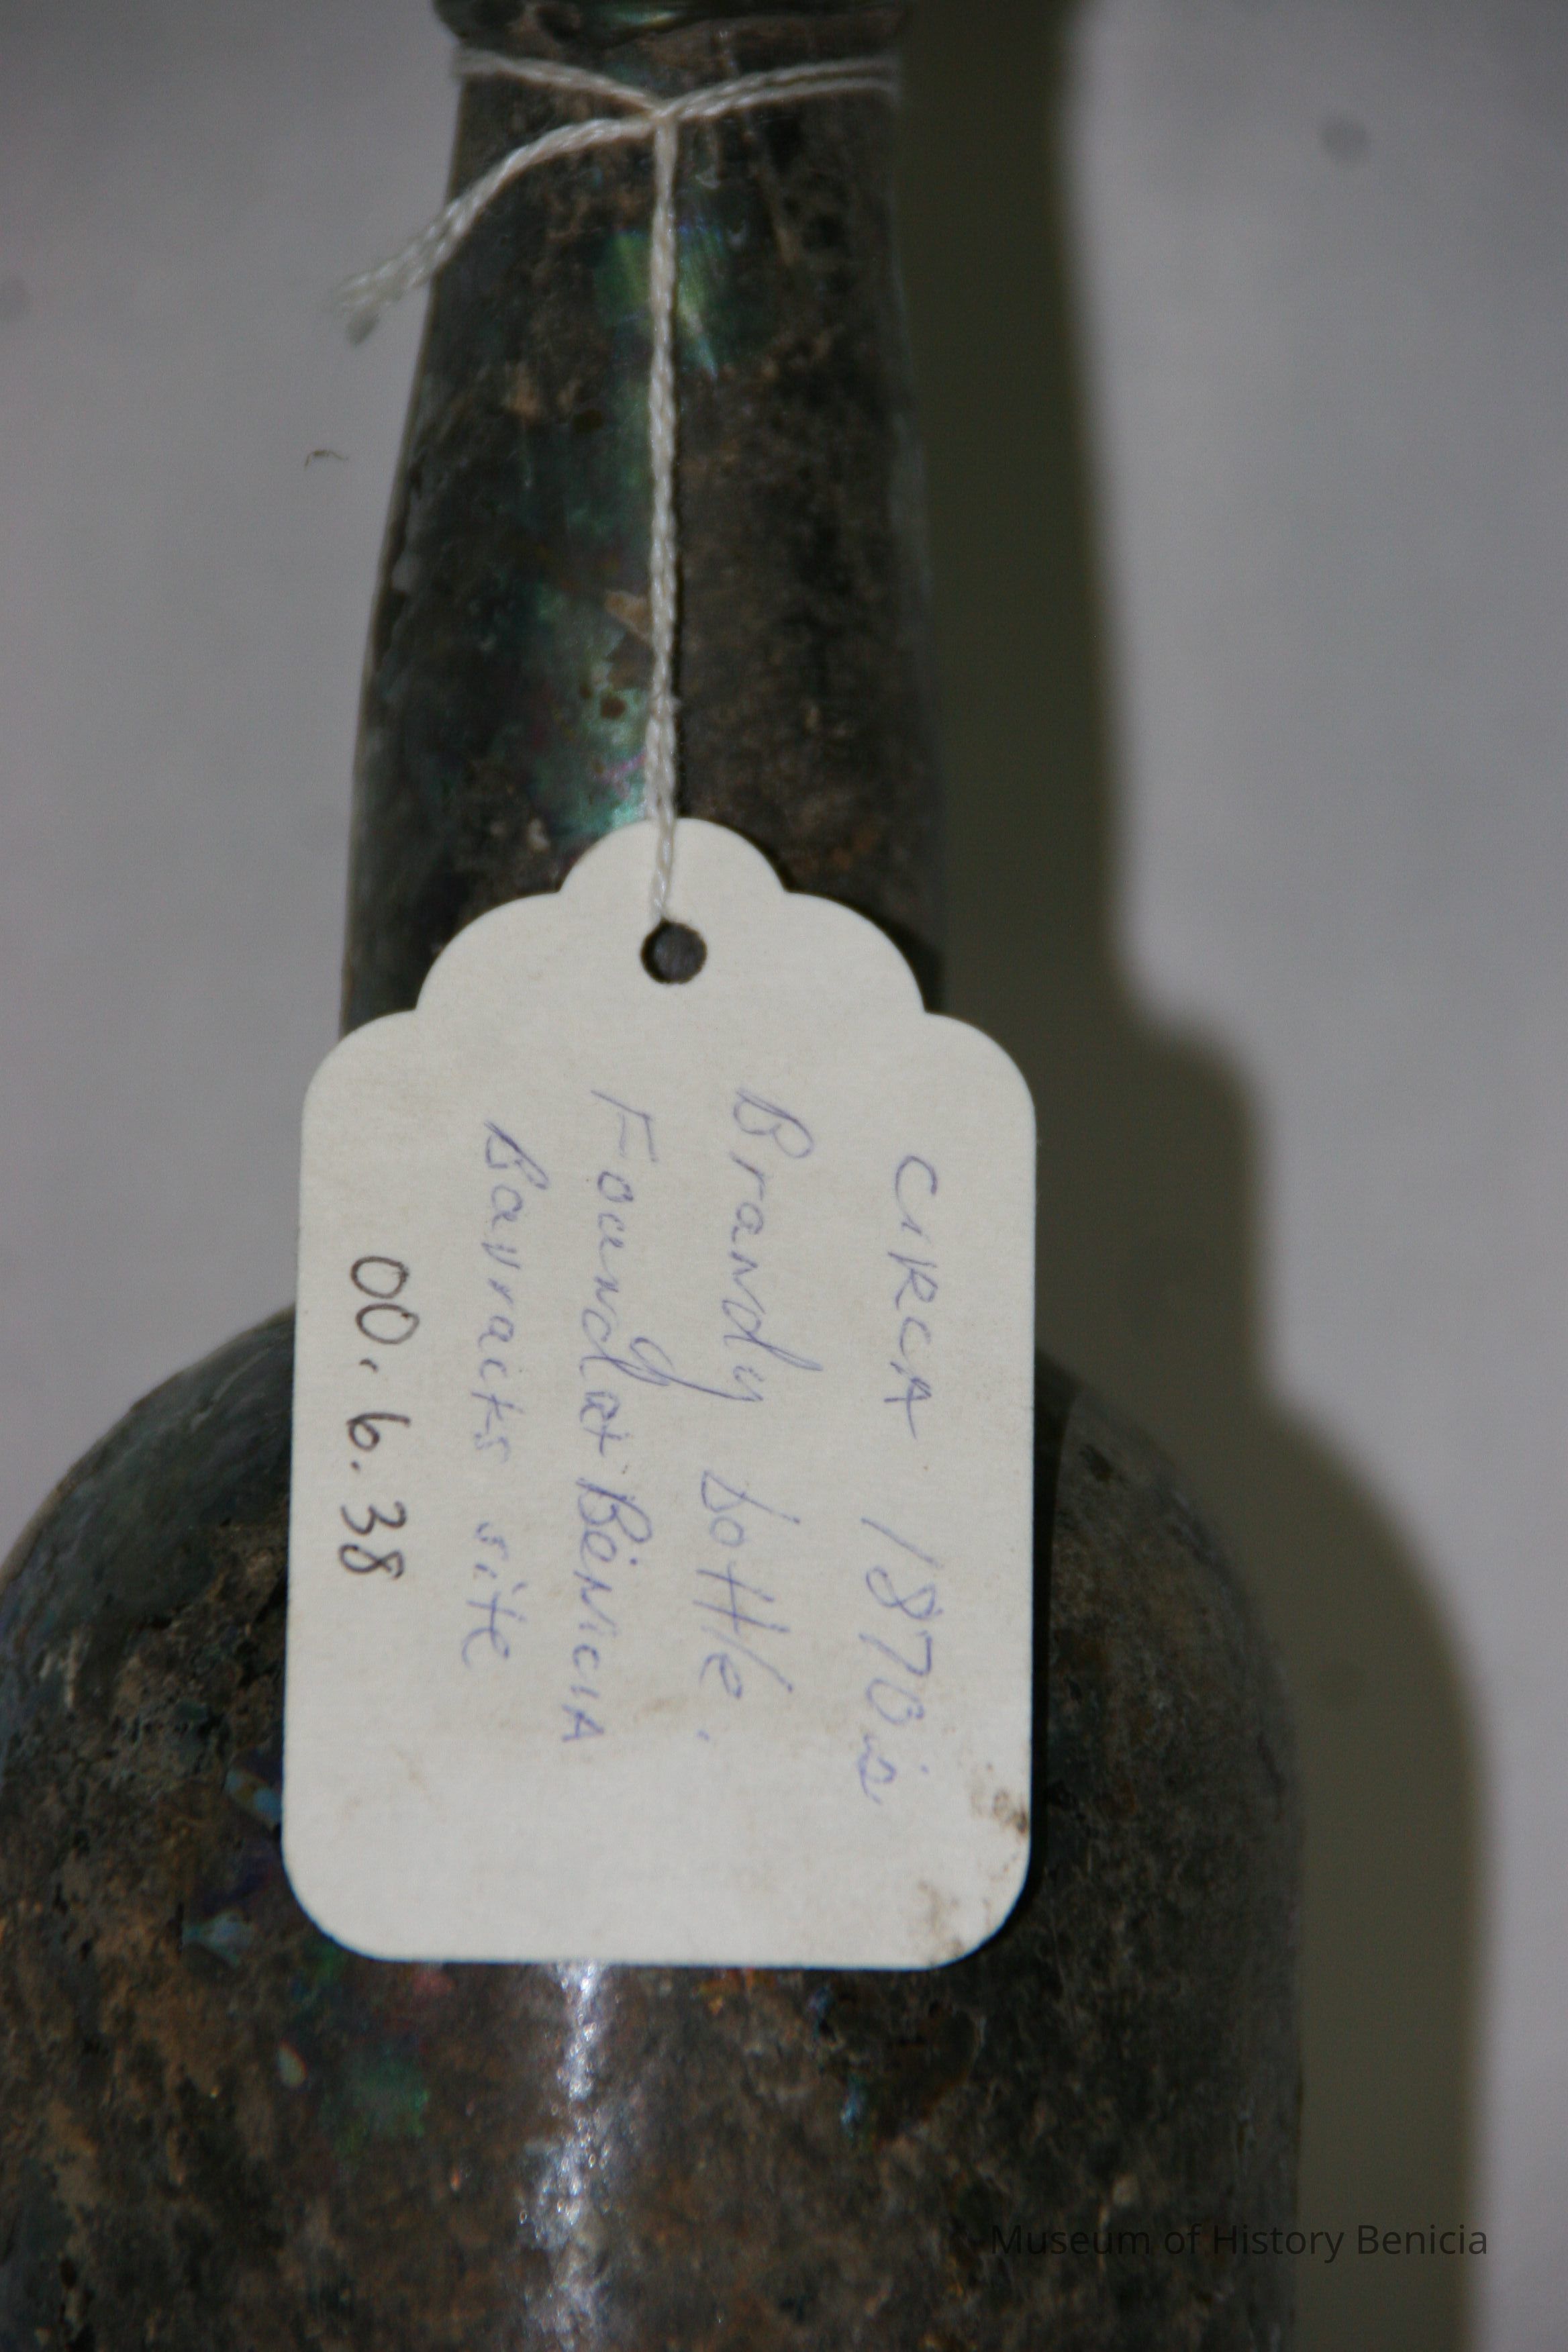 CIRCA 1870's
Brandy bottle.
Found at Benicia
Barracks site
00.6.38
Museum of History Benicia